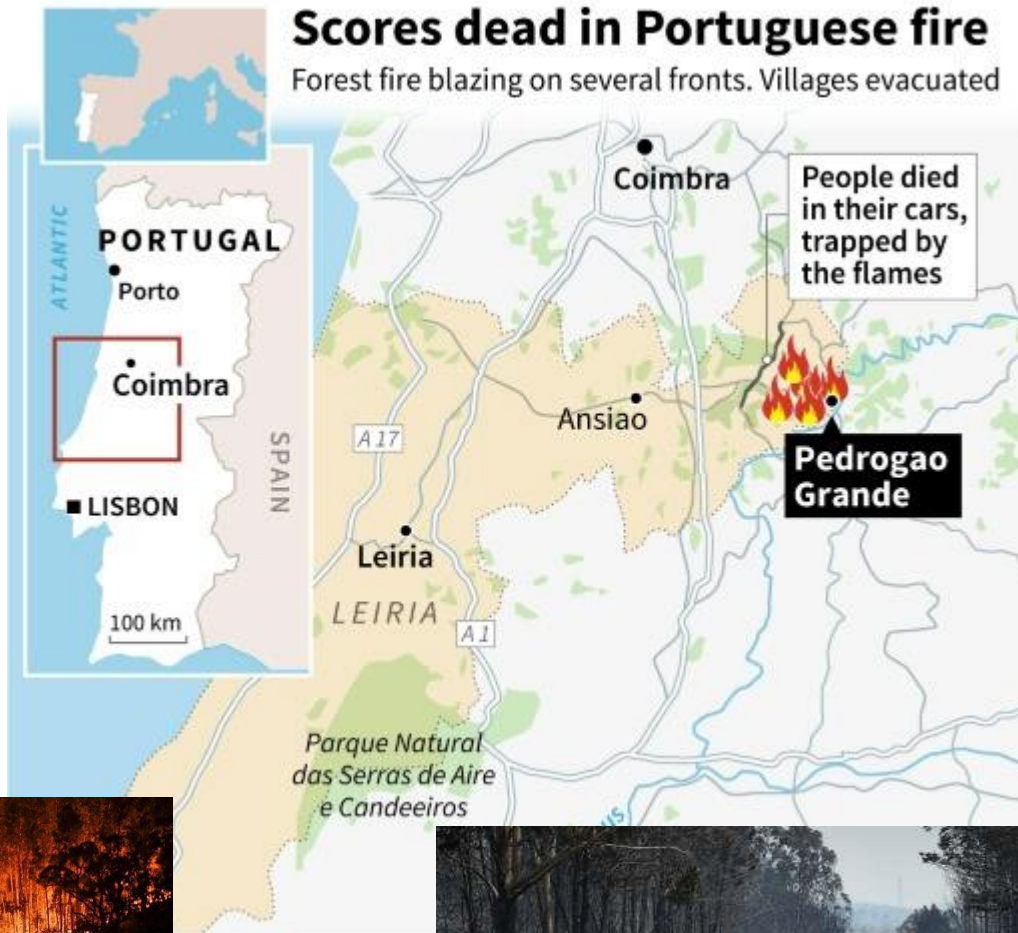 Scores dead in Portuguese fire
Forest fire blazing on several fronts. Villages evacuated
ATLANTIC
PORTUGAL
Porto
Coimbra
SPAIN
LISBON
100 km
Coimbra
People died
in their cars,
trapped by
the flames
Ansiao
Pedrogao
Grande
A 17
Leiria
LEIRIA
A 1
Parque Natural
das Serras de Aire
e Candeeiros